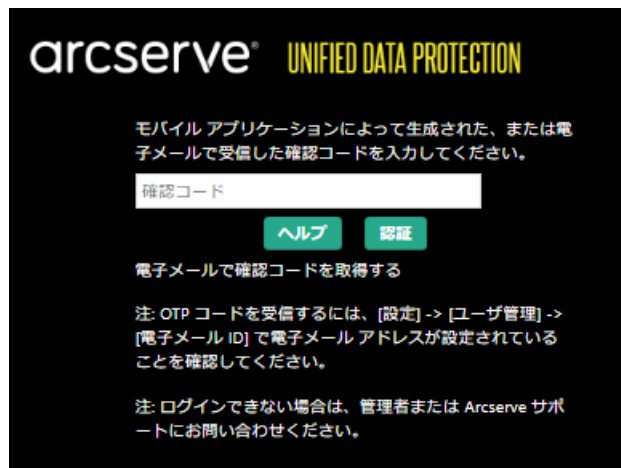 arcserve® UNIFIED DATA PROTECTION
モバイル アプリケーションによって生成された、または電
子メールで受信した確認コードを入力してください。
確認コード
ヘルプ 認証
電子メールで確認コードを取得する
注: OTP コードを受信するには、[設定] -> [ユーザ管理] ->
[電子メール ID] で電子メール アドレスが設定されている
ことを確認してください。
注: ログインできない場合は、管理者または Arcserve サポ
ートにお問い合わせください。